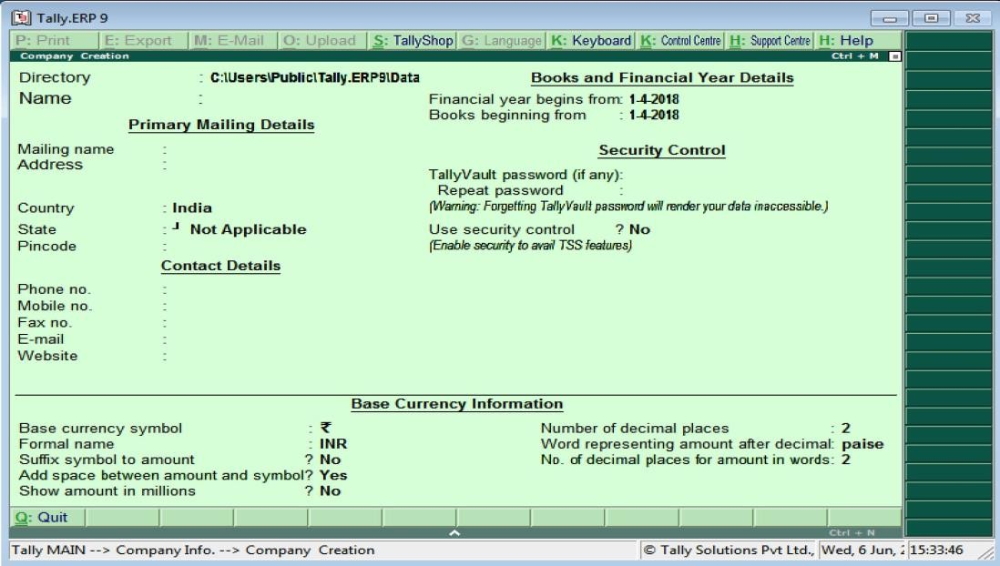 Tally.ERP 9
P: Print E: Export M: E-Mail O: Upload S: TallyShop G: Language K: Keyboard K: Control Centre H: Support Centre H: Help
Company Creation Ctrl + M
Directory : C:\Users\Public\Tally.ERP9\Data
Name :
Primary Mailing Details
Mailing name :
Address :
Country : India
State : Not Applicable
Pincode :
Contact Details
Phone no. :
Mobile no. :
Fax no. :
E-mail :
Website :
Books and Financial Year Details
Financial year begins from: 1-4-2018
Books beginning from : 1-4-2018
Security Control
TallyVault password (if any):
Repeat password :
(Warning: Forgetting TallyVault password will render your data inaccessible.)
Use security control ? No
(Enable security to avail TSS features)
Base Currency Information
Base currency symbol : ₹
Formal name : INR
Suffix symbol to amount ? No
Add space between amount and symbol? Yes
Show amount in millions ? No
Number of decimal places : 2
Word representing amount after decimal: paise
No. of decimal places for amount in words: 2
Q: Quit
Ctrl + N
Tally MAIN --> Company Info. --> Company Creation © Tally Solutions Pvt Ltd., Wed, 6 Jun, 2 15:33:46